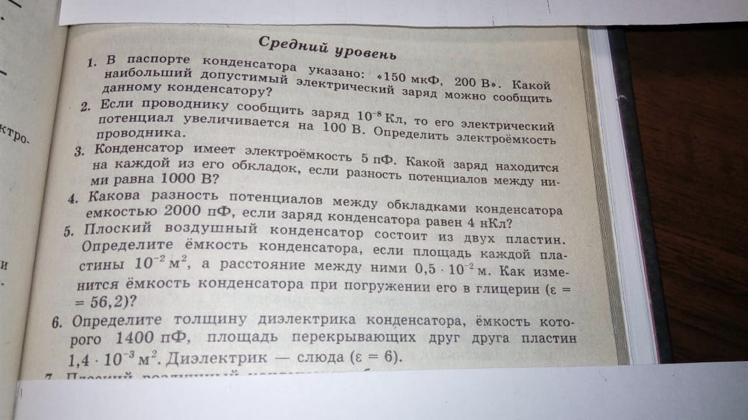 Средний уровень
1. В паспорте конденсатора указано: «150 мкФ, 200 В». Какой
наибольший допустимый электрический заряд можно сообщить
данному конденсатору?
2. Если проводнику сообщить заряд 10⁻⁸ Кл, то его электрический
потенциал увеличивается на 100 В. Определить электроёмкость
проводника.
3. Конденсатор имеет электроёмкость 5 пФ. Какой заряд находится
на каждой из его обкладок, если разность потенциалов между ни-
ми равна 1000 В?
4. Какова разность потенциалов между обкладками конденсатора
емкостью 2000 пФ, если заряд конденсатора равен 4 нКл?
5. Плоский воздушный конденсатор состоит из двух пластин.
Определите ёмкость конденсатора, если площадь каждой пла-
стины 10⁻² м², а расстояние между ними 0,5 · 10⁻² м. Как изме-
нится ёмкость конденсатора при погружении его в глицерин (ε =
= 56,2)?
6. Определите толщину диэлектрика конденсатора, ёмкость кото-
рого 1400 пФ, площадь перекрывающих друг друга пластин
1,4 · 10⁻³ м². Диэлектрик — слюда (ε = 6).